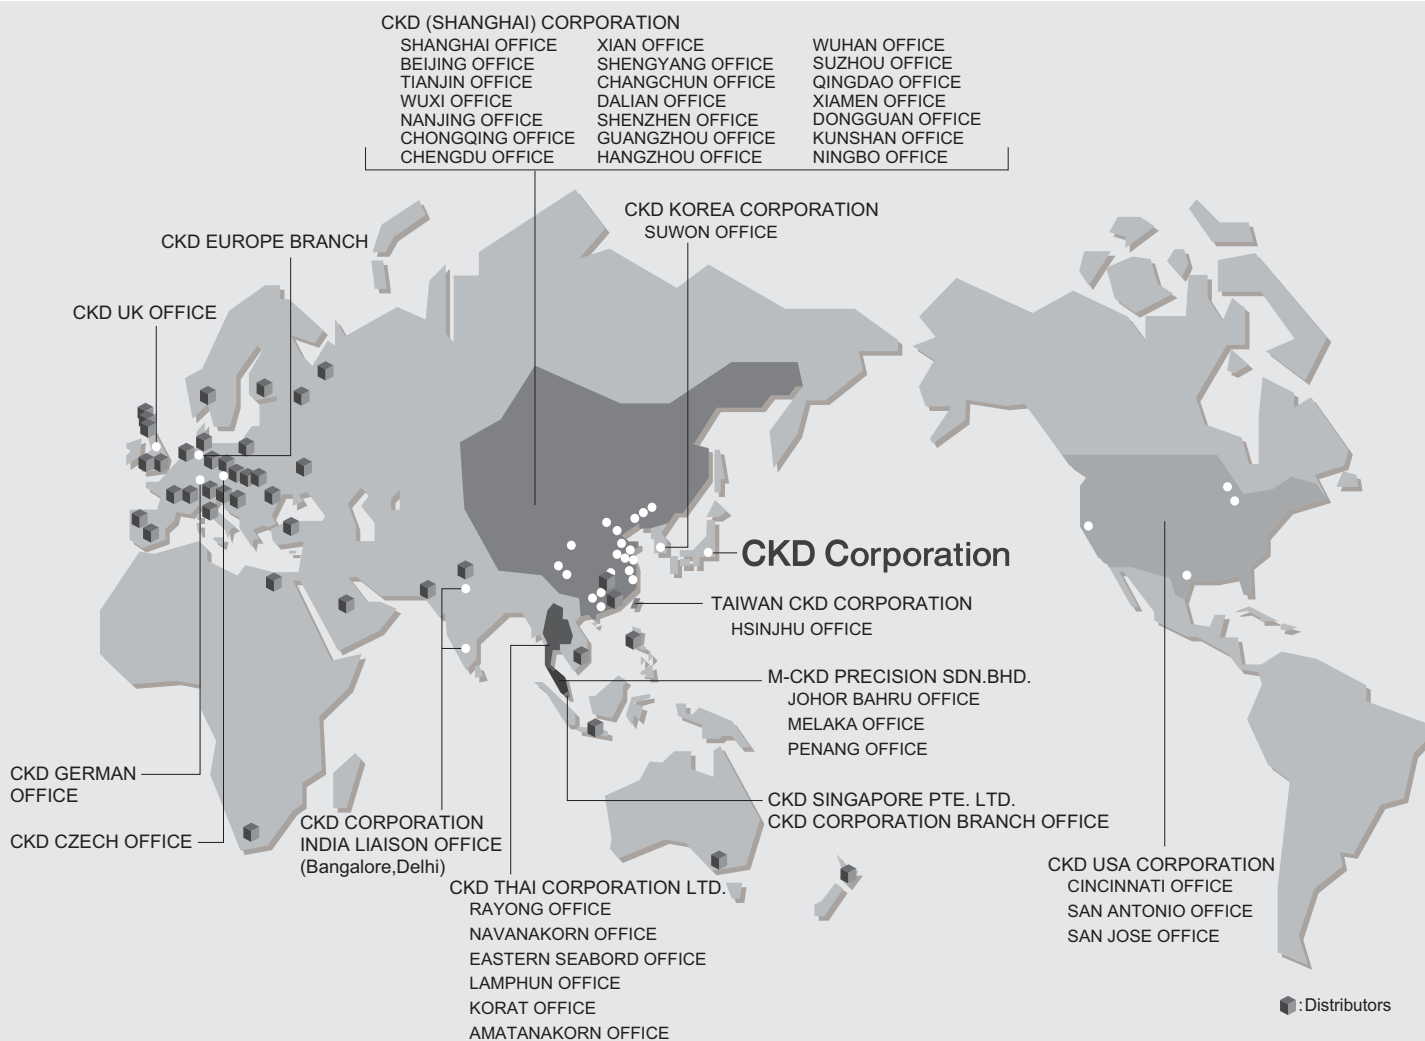 CKD (SHANGHAI) CORPORATION
SHANGHAI OFFICE
BEIJING OFFICE
TIANJIN OFFICE
WUXI OFFICE
NANJING OFFICE
CHONGQING OFFICE
CHENGDU OFFICE
XIAN OFFICE
SHENGYANG OFFICE
CHANGCHUN OFFICE
DALIAN OFFICE
SHENZHEN OFFICE
GUANGZHOU OFFICE
HANGZHOU OFFICE
WUHAN OFFICE
SUZHOU OFFICE
QINGDAO OFFICE
XIAMEN OFFICE
DONGGUAN OFFICE
KUNSHAN OFFICE
NINGBO OFFICE
CKD KOREA CORPORATION
SUWON OFFICE
CKD EUROPE BRANCH
CKD UK OFFICE
CKD Corporation
TAIWAN CKD CORPORATION
HSINJHU OFFICE
M-CKD PRECISION SDN.BHD.
JOHOR BAHRU OFFICE
MELAKA OFFICE
PENANG OFFICE
CKD GERMAN
OFFICE
CKD CZECH OFFICE
CKD CORPORATION
INDIA LIAISON OFFICE
(Bangalore,Delhi)
CKD SINGAPORE PTE. LTD.
CKD CORPORATION BRANCH OFFICE
CKD THAI CORPORATION LTD.
RAYONG OFFICE
NAVANAKORN OFFICE
EASTERN SEABORD OFFICE
LAMPHUN OFFICE
KORAT OFFICE
AMATANAKORN OFFICE
CKD USA CORPORATION
CINCINNATI OFFICE
SAN ANTONIO OFFICE
SAN JOSE OFFICE
:Distributors